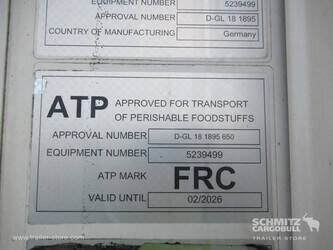 EQUIPMENT NUMBER 5239499
APPROVAL NUMBER D-GL 18 1895
COUNTRY OF MANUFACTURING Germany
ATP APPROVED FOR TRANSPORT
OF PERISHABLE FOODSTUFFS
APPROVAL NUMBER D-GL 18 1895 650
EQUIPMENT NUMBER 5239499
ATP MARK FRC
VALID UNTIL 02/2026
SCHMITZ
CARGOBULL
TRAILER STORE
www.trailer-store.com